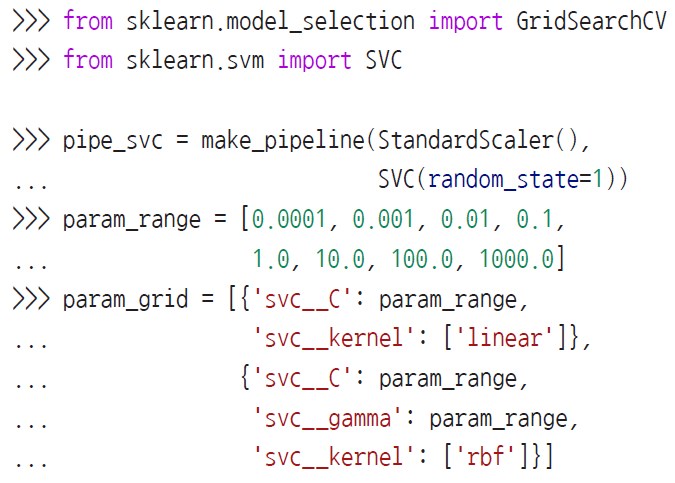 >>> from sklearn.model_selection import GridSearchCV
>>> from sklearn.svm import SVC
>>> pipe_svc = make_pipeline(StandardScaler(),
...                          SVC(random_state=1))
>>> param_range = [0.0001, 0.001, 0.01, 0.1,
...                1.0, 10.0, 100.0, 1000.0]
>>> param_grid = [{'svc__C': param_range,
...                'svc__kernel': ['linear']},
...               {'svc__C': param_range,
...                'svc__gamma': param_range,
...                'svc__kernel': ['rbf']}]